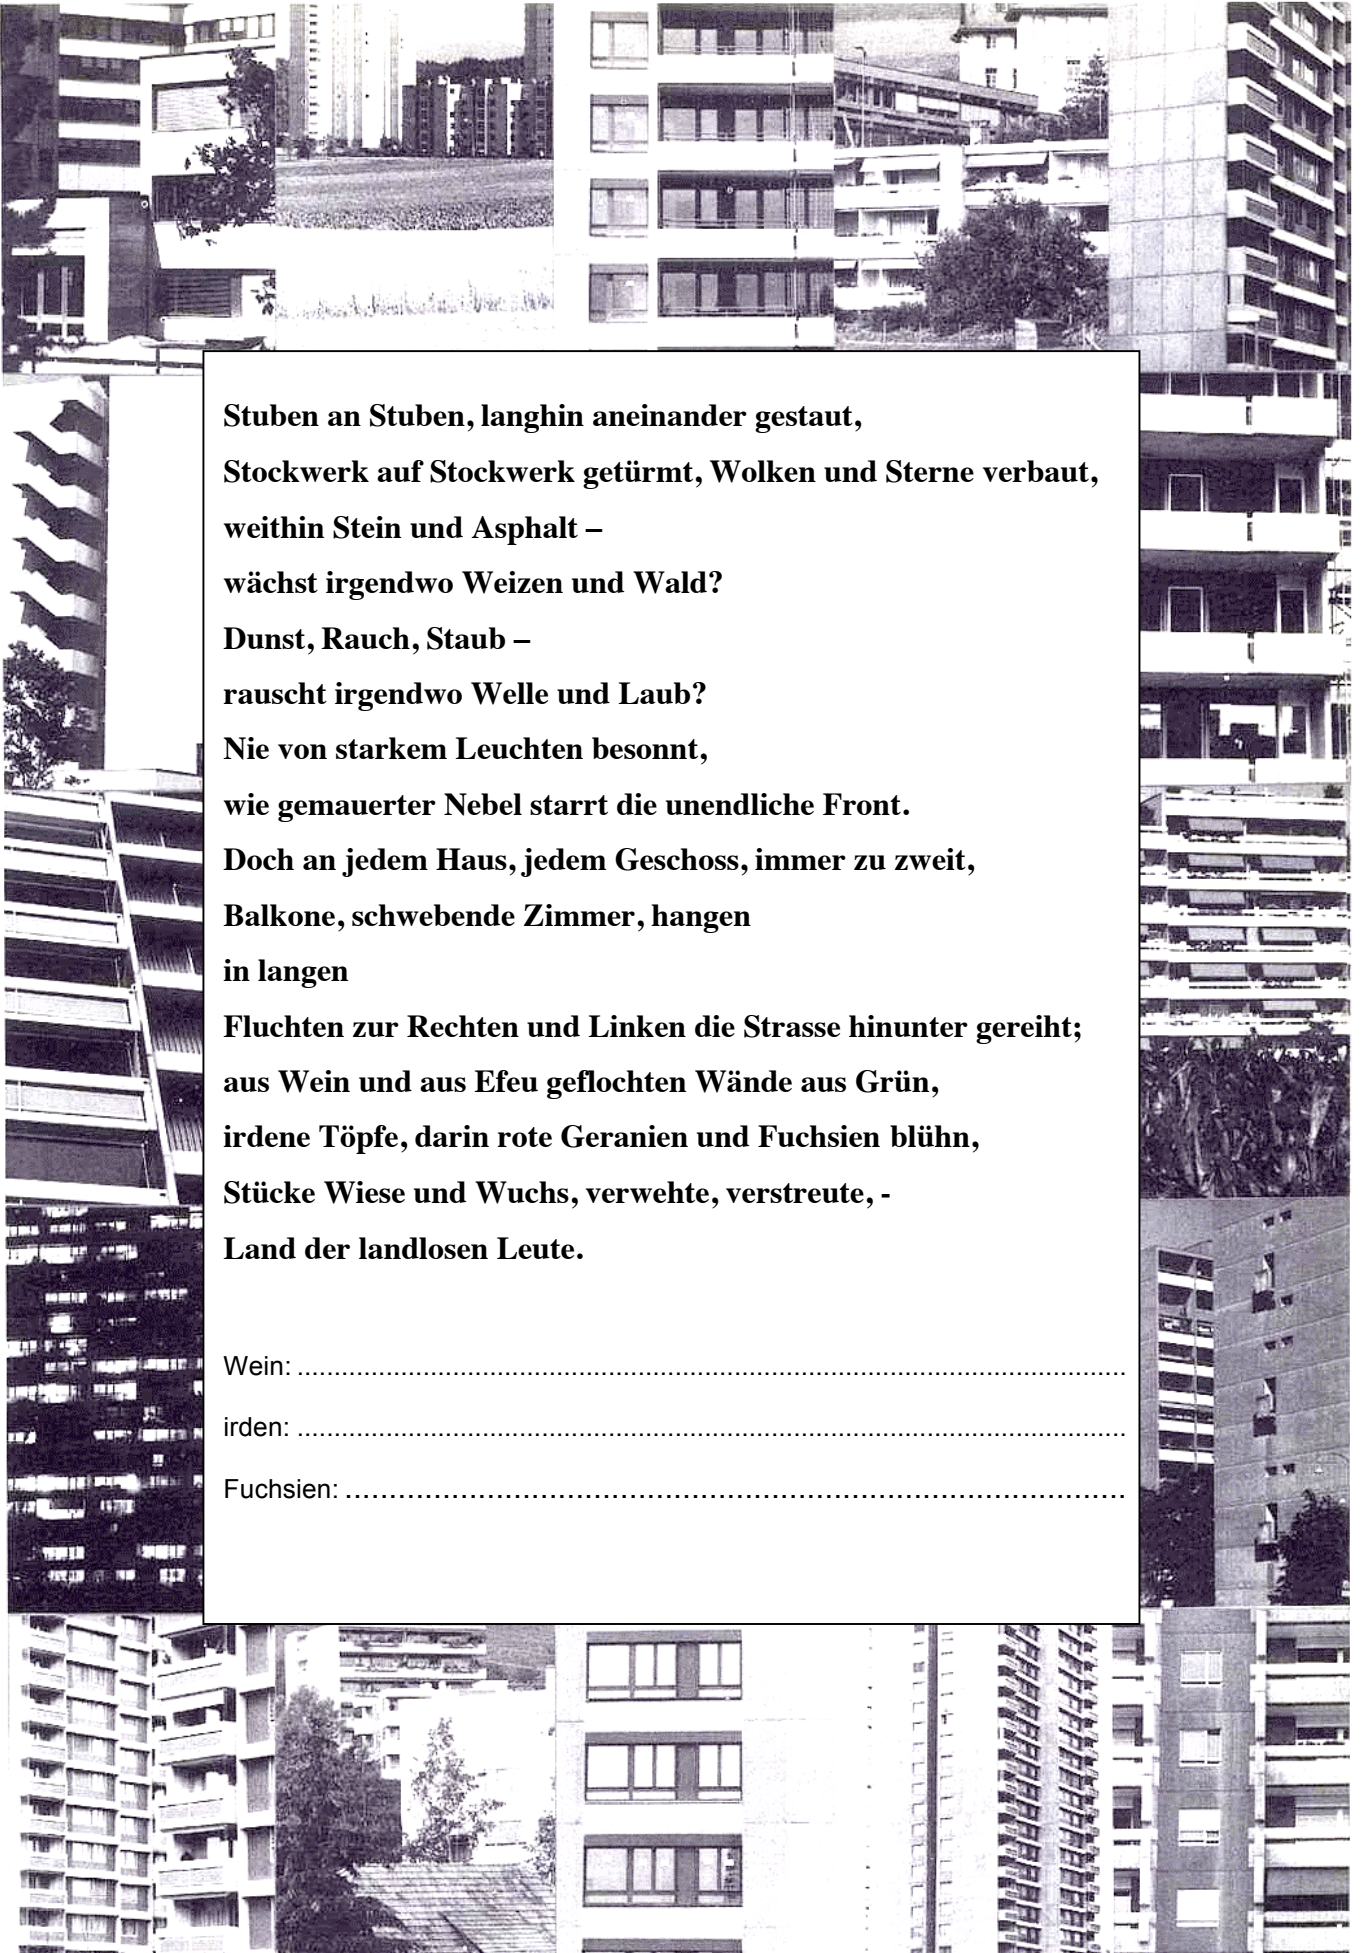 Stuben an Stuben, langhin aneinander gestaut,
Stockwerk auf Stockwerk getürmt, Wolken und Sterne verbaut,
weithin Stein und Asphalt –
wächst irgendwo Weizen und Wald?
Dunst, Rauch, Staub –
rauscht irgendwo Welle und Laub?
Nie von starkem Leuchten besonnt,
wie gemauerter Nebel starrt die unendliche Front.
Doch an jedem Haus, jedem Geschoss, immer zu zweit,
Balkone, schwebende Zimmer, hangen
in langen
Fluchten zur Rechten und Linken die Strasse hinunter gereiht;
aus Wein und aus Efeu geflochten Wände aus Grün,
irdene Töpfe, darin rote Geranien und Fuchsien blühn,
Stücke Wiese und Wuchs, verwehte, verstreute, -
Land der landlosen Leute.
Wein: ................................................................................................................
irden: ................................................................................................................
Fuchsien: ........................................................................................